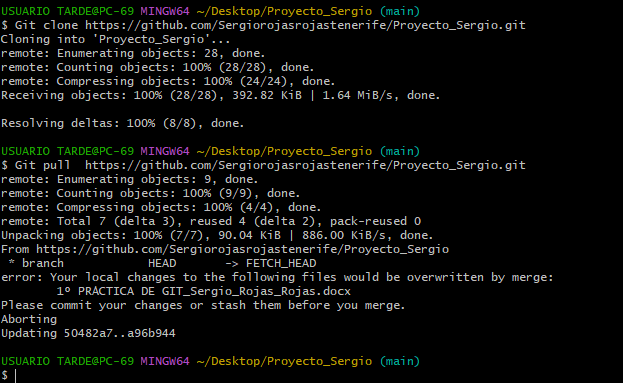 USUARIO TARDE@PC-69 MINGW64 ~/Desktop/Proyecto_Sergio (main)
$ Git clone https://github.com/Sergiorojasrojastenerife/Proyecto_Sergio.git
Cloning into 'Proyecto_Sergio'...
remote: Enumerating objects: 28, done.
remote: Counting objects: 100% (28/28), done.
remote: Compressing objects: 100% (24/24), done.
Receiving objects: 100% (28/28), 392.82 KiB | 1.64 MiB/s, done.
Resolving deltas: 100% (8/8), done.
USUARIO TARDE@PC-69 MINGW64 ~/Desktop/Proyecto_Sergio (main)
$ Git pull  https://github.com/Sergiorojasrojastenerife/Proyecto_Sergio.git
remote: Enumerating objects: 9, done.
remote: Counting objects: 100% (9/9), done.
remote: Compressing objects: 100% (4/4), done.
remote: Total 7 (delta 3), reused 4 (delta 2), pack-reused 0
Unpacking objects: 100% (7/7), 90.04 KiB | 886.00 KiB/s, done.
From https://github.com/Sergiorojasrojastenerife/Proyecto_Sergio
 * branch            HEAD       -> FETCH_HEAD
error: Your local changes to the following files would be overwritten by merge:
        1º PRÁCTICA DE GIT_Sergio_Rojas_Rojas.docx
Please commit your changes or stash them before you merge.
Aborting
Updating 50482a7..a96b944
USUARIO TARDE@PC-69 MINGW64 ~/Desktop/Proyecto_Sergio (main)
$